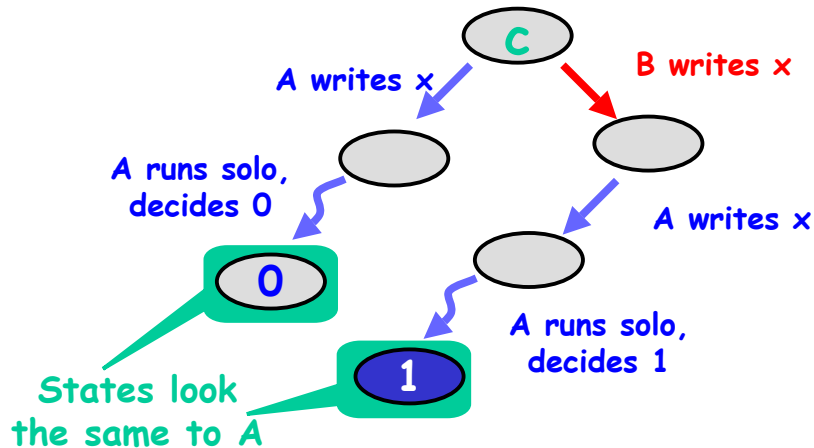 c
A writes x
B writes x
A runs solo,
decides 0
A writes x
0
A runs solo,
decides 1
1
States look
the same to A